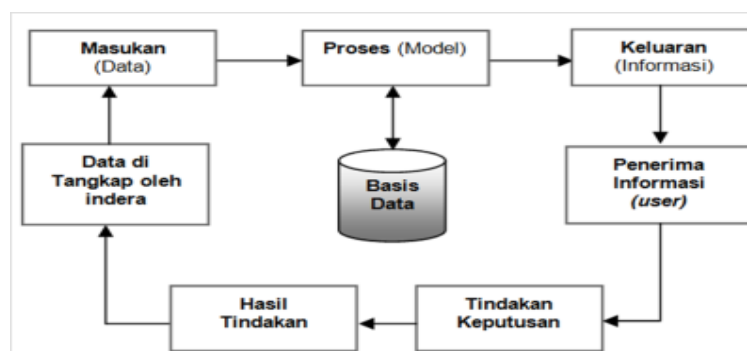 Masukan
(Data)
Proses (Model)
Keluaran
(Informasi)
Data di
Tangkap oleh
indera
Basis
Data
Penerima
Informasi
(user)
Hasil
Tindakan
Tindakan
Keputusan